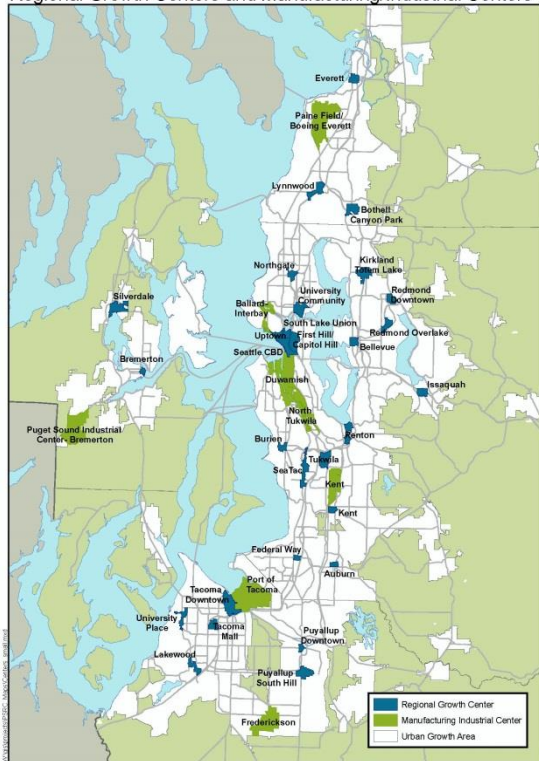 Regional Growth Centers and Manufacturing Industrial Centers
Everett
Paine Field/
Boeing Everett
Lynnwood
Bothell
Canyon Park
Northgate
Kirkland
Totem Lake
University
Community
Redmond
Downtown
Silverdale
Ballard-
Interbay
South Lake Union
Uptown
First Hill/
Capitol Hill
Redmond Overlake
Seattle CBD
Bellevue
Bremerton
Duwamish
Issaquah
North
Tukwila
Puget Sound Industrial
Center- Bremerton
Burien
Renton
SeaTac
Tukwila
Kent
Kent
Federal Way
Auburn
Tacoma
Downtown
Port of
Tacoma
University
Place
Tacoma
Mall
Puyallup
Downtown
Lakewood
Puyallup
South Hill
Frederickson
Regional Growth Center
Manufacturing Industrial Center
Urban Growth Area